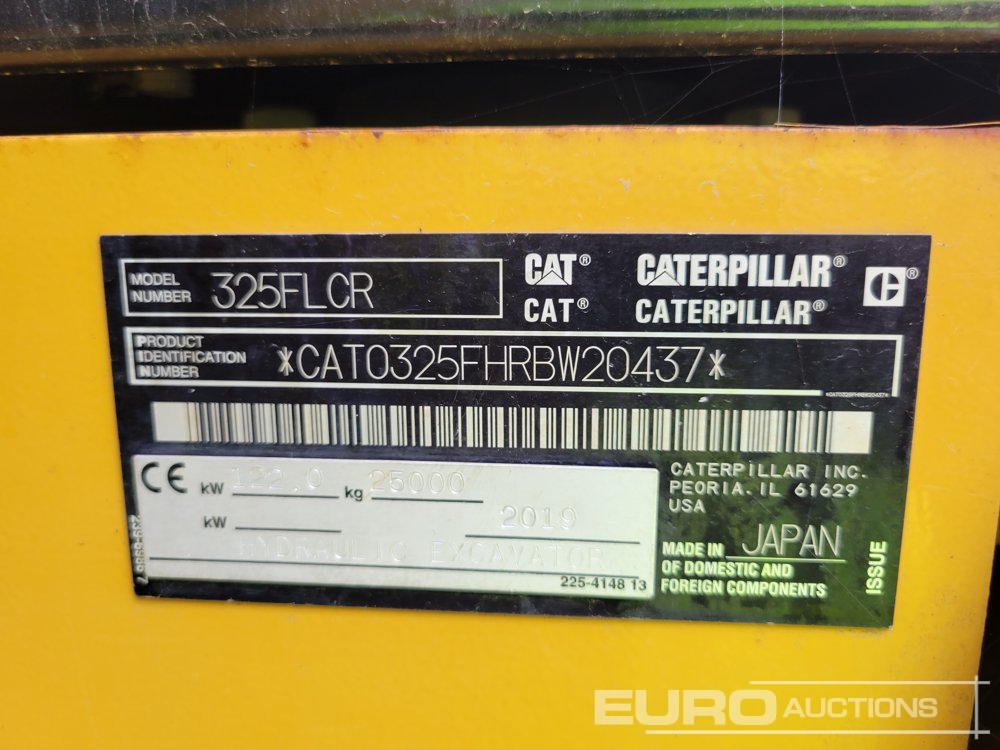 MODEL NUMBER 325FLCR
CAT® CATERPILLAR®
CAT® CATERPILLAR®
PRODUCT IDENTIFICATION NUMBER *CAT0325FHRBW20437*
*CAT0325FHRBW20437*
CE kW 122.0 kg 25000
kW 2019
HYDRAULIC EXCAVATOR
225-4148 13
CATERPILLAR INC.
PEORIA. IL 61629
USA
MADE IN JAPAN
OF DOMESTIC AND
FOREIGN COMPONENTS
ISSUE
EURO AUCTIONS